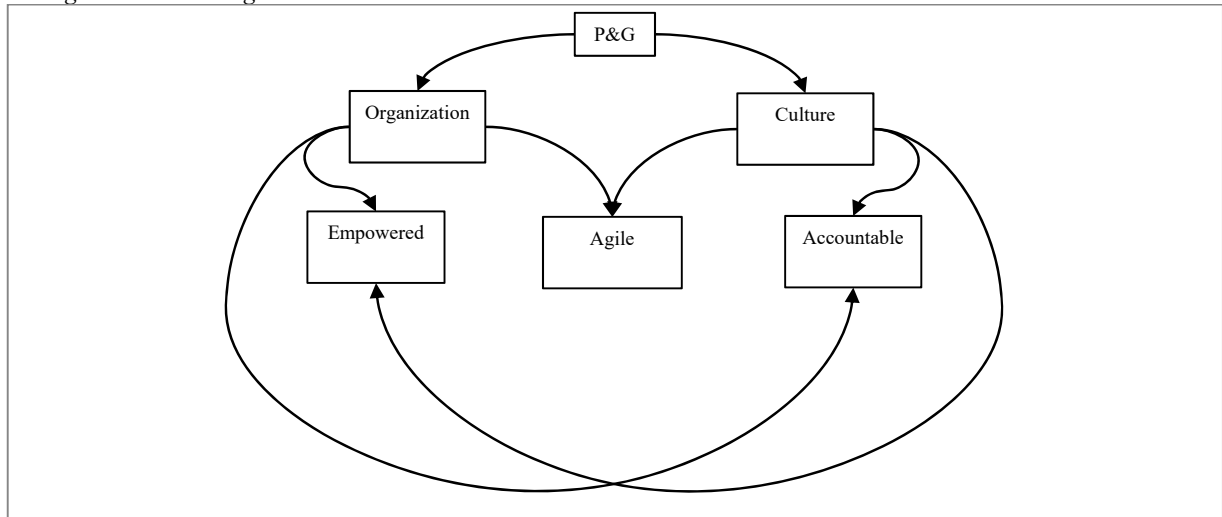 P&G
Organization
Culture
Empowered
Agile
Accountable